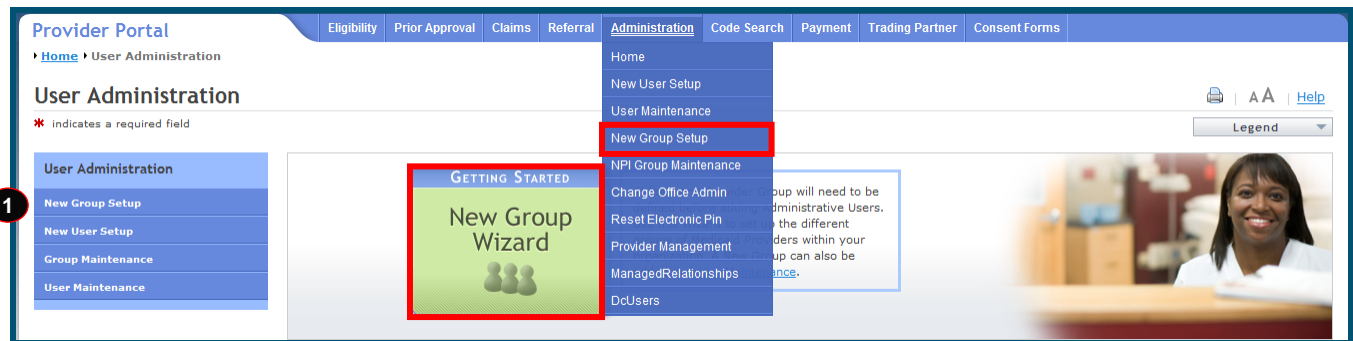 Provider Portal
Eligibility Prior Approval Claims Referral Administration Code Search Payment Trading Partner Consent Forms
Home User Administration
User Administration
* indicates a required field
AA | Help
Legend
Home
New User Setup
User Maintenance
New Group Setup
NPI Group Maintenance
Change Office Admin
Reset Electronic Pin
Provider Management
ManagedRelationships
DcUsers
User Administration
1
New Group Setup
New User Setup
Group Maintenance
User Maintenance
GETTING STARTED
New Group
Wizard
Group will need to be
Administrative Users.
set up the different
Providers within your
Group can also be
.